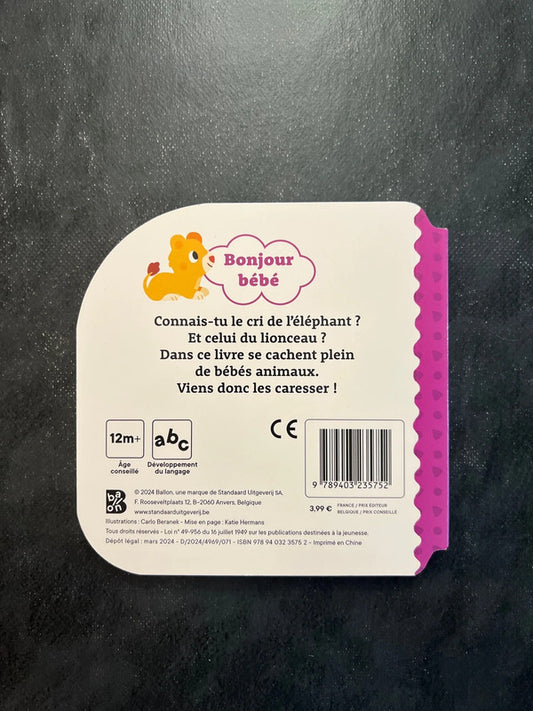 Bonjour
bébé
Connais-tu le cri de l'éléphant ?
Et celui du lionceau ?
Dans ce livre se cachent plein
de bébés animaux.
Viens donc les caresser !
12m+
Âge
conseillé
abc
Développement
du langage
CE
9 789403 235752
3,99 €
FRANCE / PRIX ÉDITEUR
BELGIQUE / PRIX CONSEILLÉ
ballon
© 2024 Ballon, une marque de Standaard Uitgeverij SA,
F. Rooseveltplaats 12, B-2060 Anvers, Belgique
www.standaarduitgeverij.be
Illustrations : Carlo Beranek - Mise en page : Katie Hermans
Tous droits réservés - Loi n° 49-956 du 16 juillet 1949 sur les publications destinées à la jeunesse.
Dépôt légal : mars 2024 - D/2024/4969/071 - ISBN 978 94 032 3575 2 - Imprimé en Chine